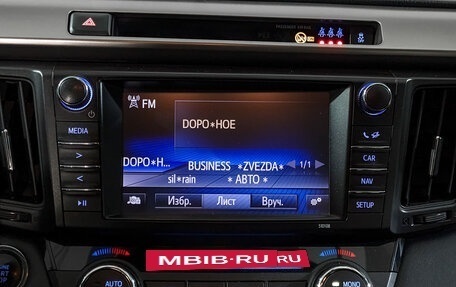 FM
DOPO*HOE
MEDIA
DOPO*H...
BUSINESS *ZVEZDA*
1/1
sil*rain * ABTO *
CAR
NAV
SETUP
Избр.
Лист
Вруч.
510108
MBIB-RU.RU
AUTO
MONO